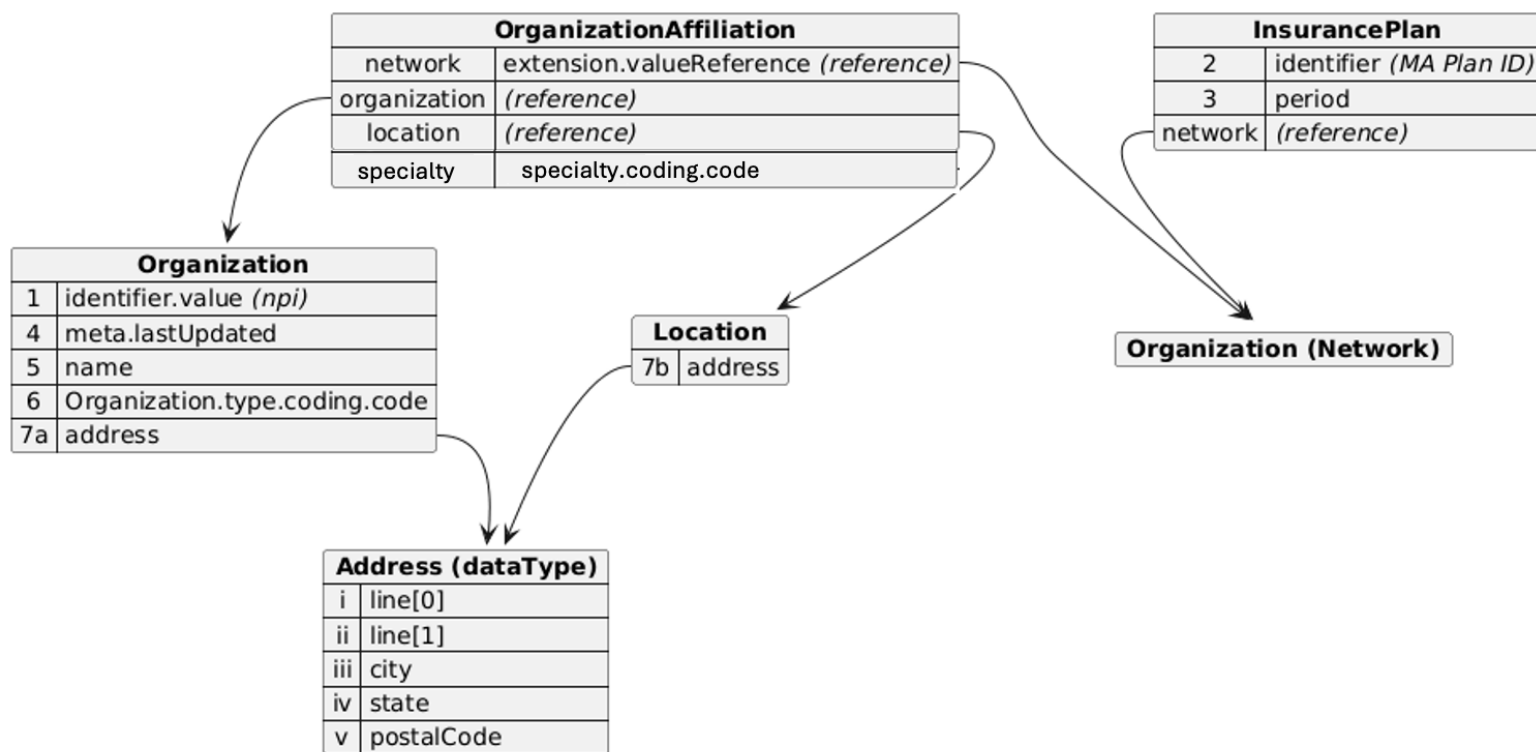 OrganizationAffiliation
network extension.valueReference (reference)
organization (reference)
location (reference)
specialty specialty.coding.code
InsurancePlan
2 identifier (MA Plan ID)
3 period
network (reference)
Organization
1 identifier.value (npi)
4 meta.lastUpdated
5 name
6 Organization.type.coding.code
7a address
Location
7b address
Organization (Network)
Address (dataType)
i line[0]
ii line[1]
iii city
iv state
v postalCode